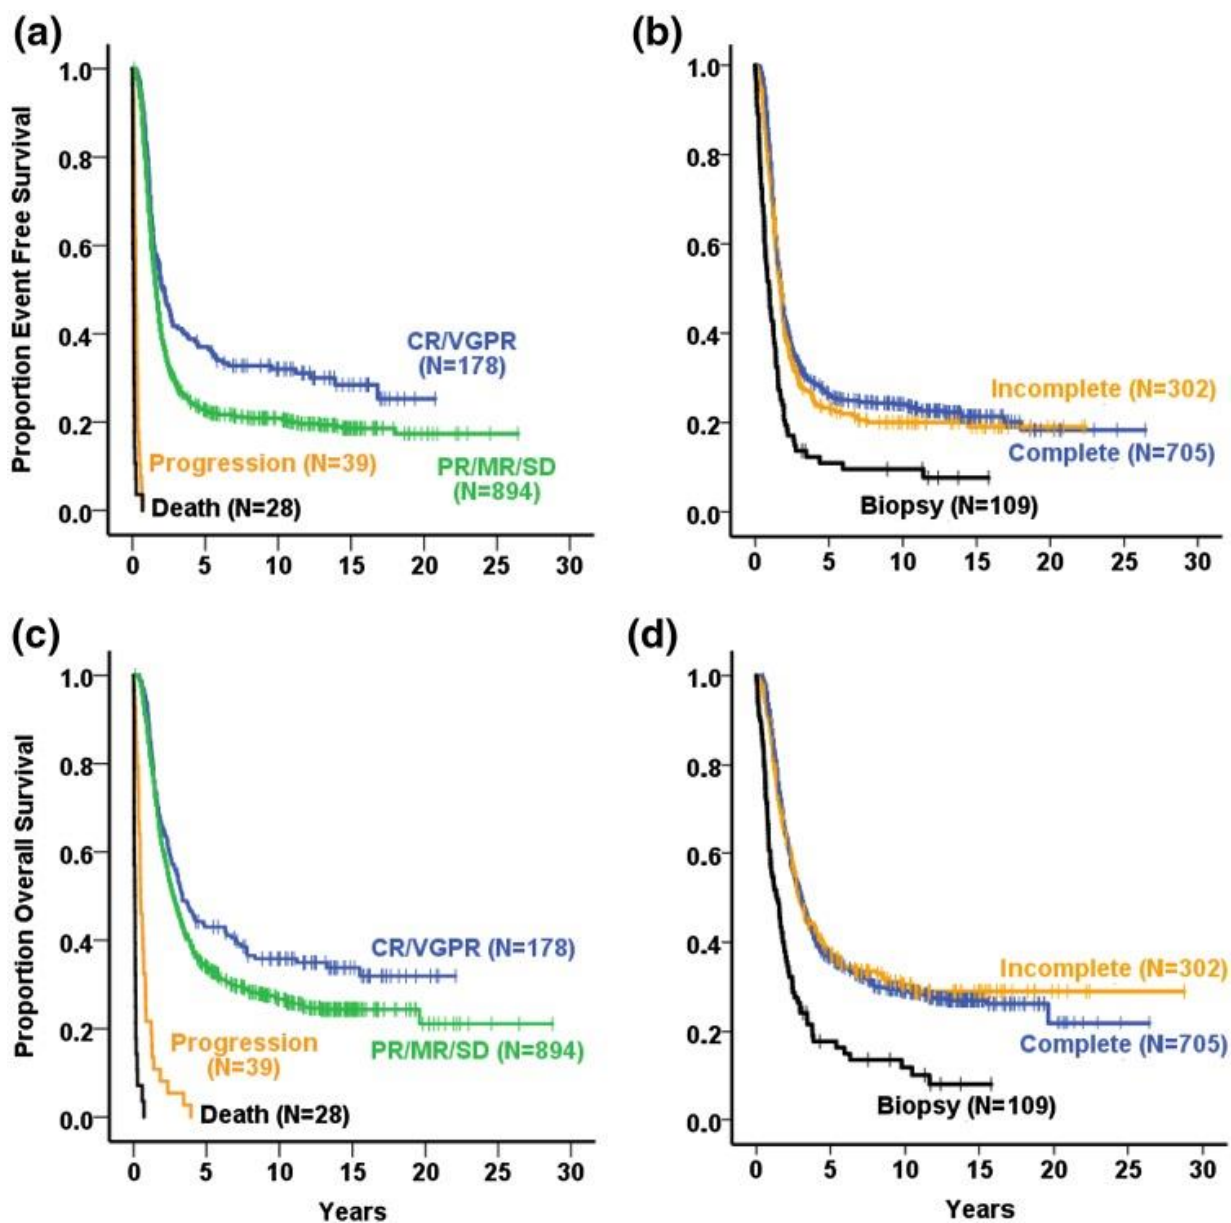 (a)
Proportion Event Free Survival
1.0
0.8
0.6
0.4
0.2
0.0
CR/VGPR
(N=178)
Progression (N=39)
PR/MR/SD
(N=894)
Death (N=28)
0 5 10 15 20 25 30
(b)
1.0
0.8
0.6
0.4
0.2
0.0
Incomplete (N=302)
Complete (N=705)
Biopsy (N=109)
0 5 10 15 20 25 30
(c)
Proportion Overall Survival
1.0
0.8
0.6
0.4
0.2
0.0
CR/VGPR (N=178)
Progression
(N=39)
PR/MR/SD (N=894)
Death (N=28)
0 5 10 15 20 25 30
Years
(d)
1.0
0.8
0.6
0.4
0.2
0.0
Incomplete (N=302)
Complete (N=705)
Biopsy (N=109)
0 5 10 15 20 25 30
Years